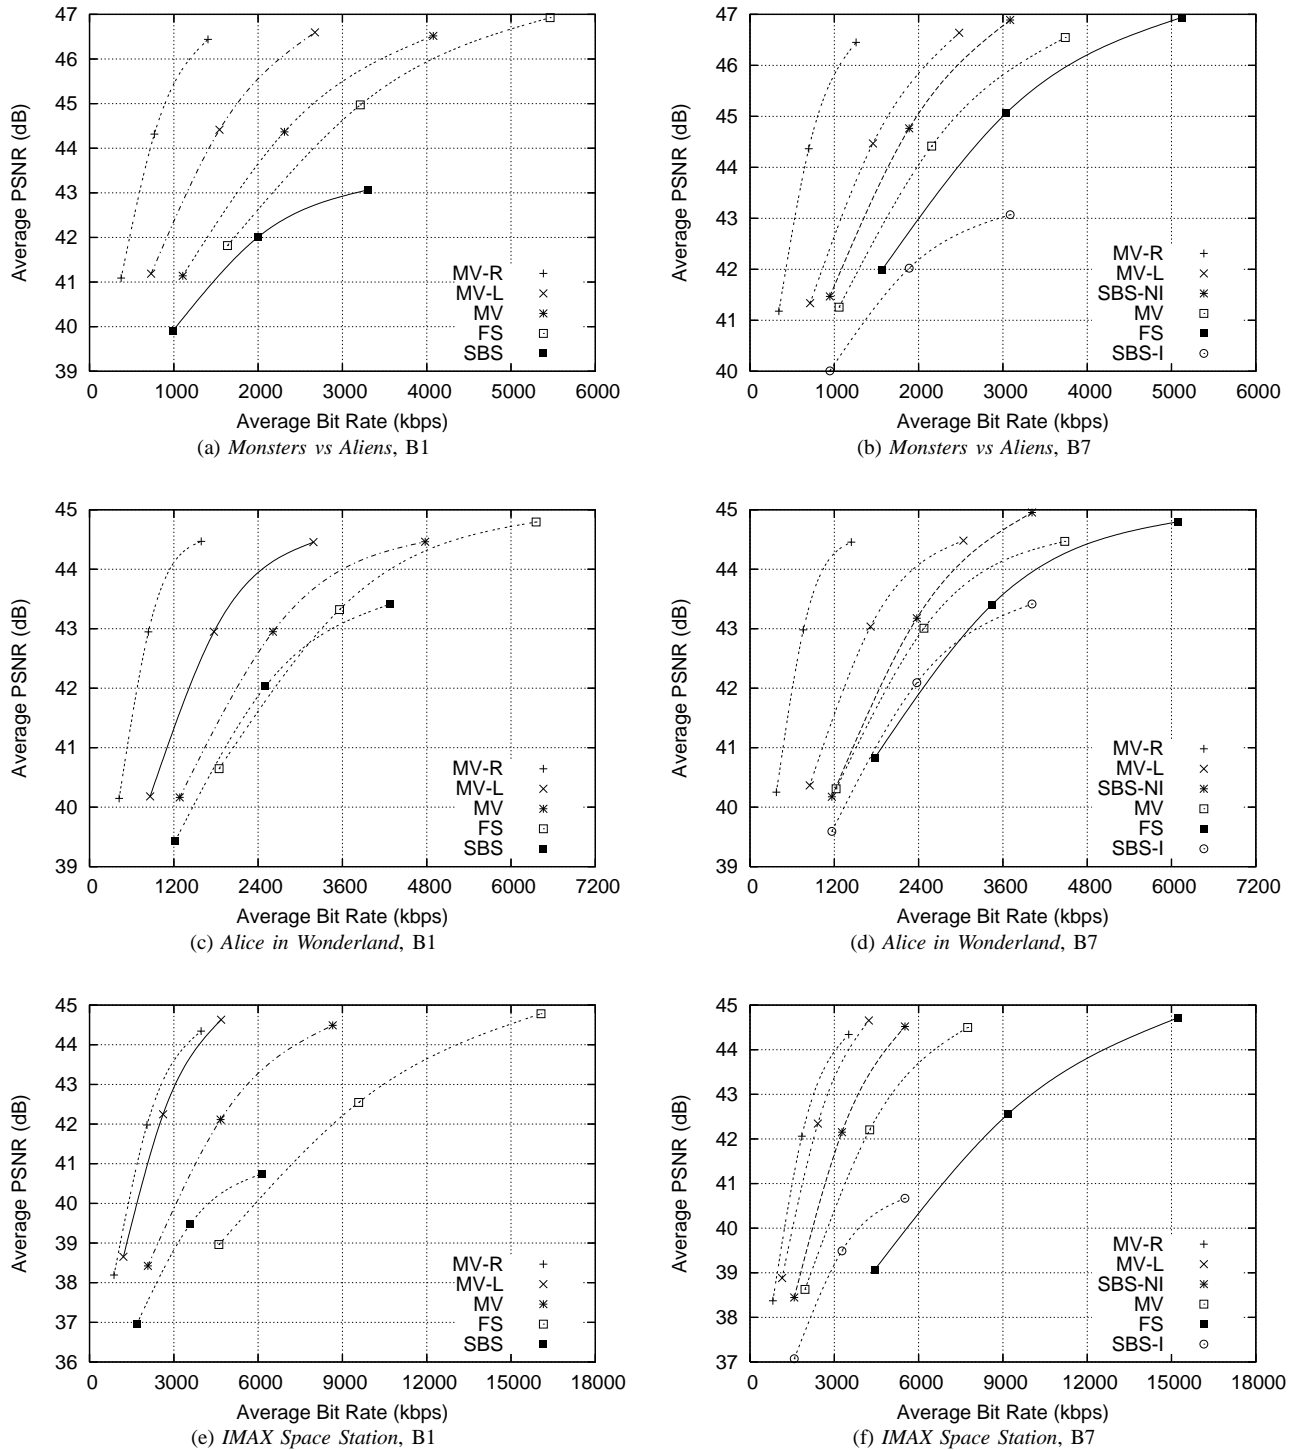 47
46
45
44
43
42
41
40
39
Average PSNR (dB)
MV-R
MV-L
MV
FS
SBS
0 1000 2000 3000 4000 5000 6000
Average Bit Rate (kbps)
(a) Monsters vs Aliens, B1
47
46
45
44
43
42
41
40
Average PSNR (dB)
MV-R
MV-L
SBS-NI
MV
FS
SBS-I
0 1000 2000 3000 4000 5000 6000
Average Bit Rate (kbps)
(b) Monsters vs Aliens, B7
45
44
43
42
41
40
39
Average PSNR (dB)
MV-R
MV-L
MV
FS
SBS
0 1200 2400 3600 4800 6000 7200
Average Bit Rate (kbps)
(c) Alice in Wonderland, B1
45
44
43
42
41
40
39
Average PSNR (dB)
MV-R
MV-L
SBS-NI
MV
FS
SBS-I
0 1200 2400 3600 4800 6000 7200
Average Bit Rate (kbps)
(d) Alice in Wonderland, B7
45
44
43
42
41
40
39
38
37
36
Average PSNR (dB)
MV-R
MV-L
MV
FS
SBS
0 3000 6000 9000 12000 15000 18000
Average Bit Rate (kbps)
(e) IMAX Space Station, B1
45
44
43
42
41
40
39
38
37
Average PSNR (dB)
MV-R
MV-L
SBS-NI
MV
FS
SBS-I
0 3000 6000 9000 12000 15000 18000
Average Bit Rate (kbps)
(f) IMAX Space Station, B7